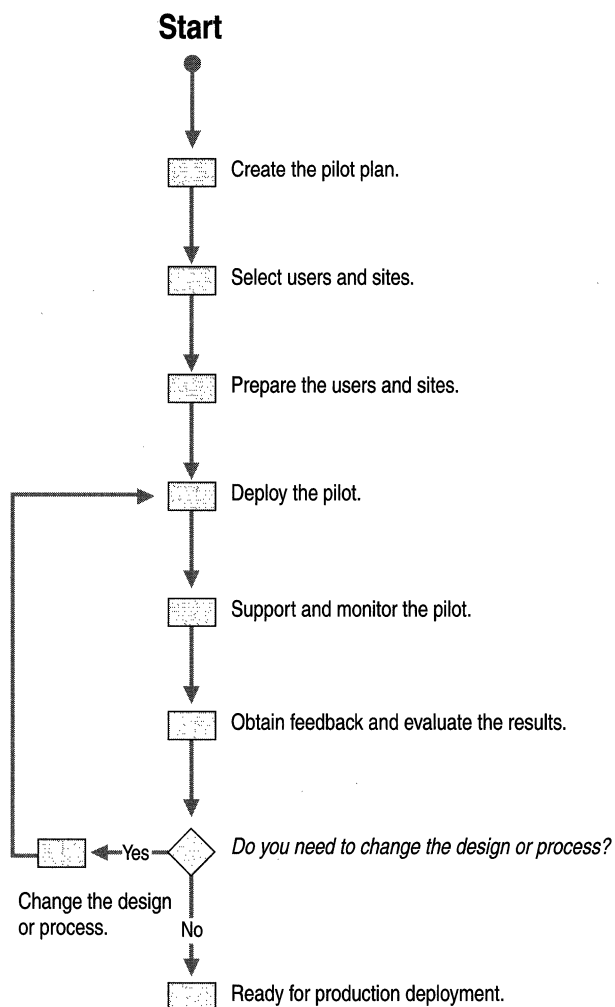 Start
Create the pilot plan.
Select users and sites.
Prepare the users and sites.
Deploy the pilot.
Support and monitor the pilot.
Obtain feedback and evaluate the results.
Do you need to change the design or process?
Yes
Change the design
or process.
No
Ready for production deployment.